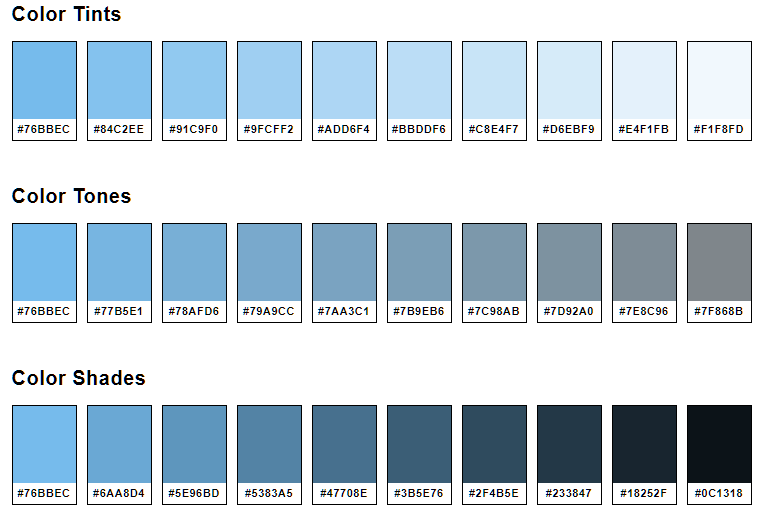 Color Tints
#76BBEC #84C2EE #91C9F0 #9FCFF2 #ADD6F4 #BBDDF6 #C8E4F7 #D6EBF9 #E4F1FB #F1F8FD
Color Tones
#76BBEC #77B5E1 #78AFD6 #79A9CC #7AA3C1 #7B9EB6 #7C98AB #7D92A0 #7E8C96 #7F868B
Color Shades
#76BBEC #6AA8D4 #5E96BD #5383A5 #47708E #3B5E76 #2F4B5E #233847 #18252F #0C1318